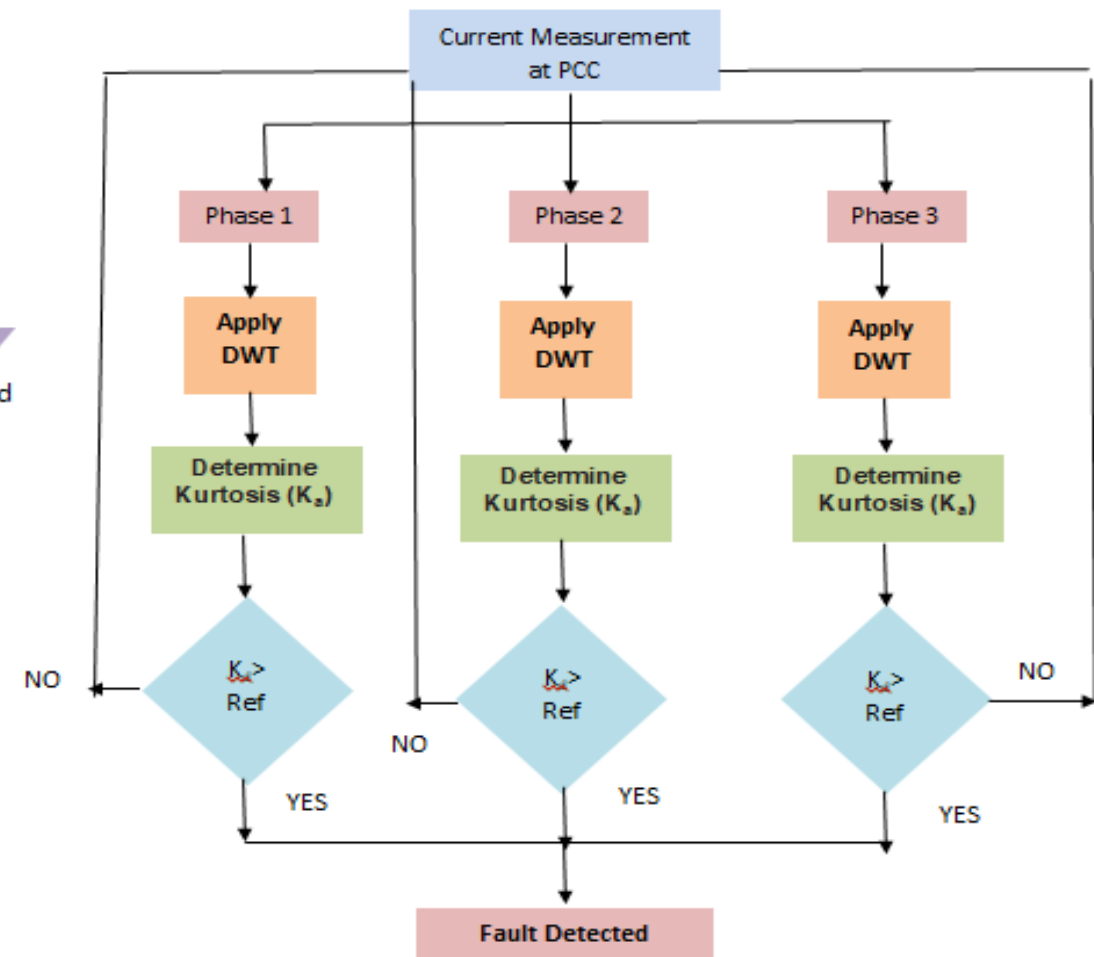 Current Measurement
at PCC
Phase 1
Phase 2
Phase 3
Apply
DWT
Apply
DWT
Apply
DWT
d
Determine
Kurtosis (Kₐ)
Determine
Kurtosis (Kₐ)
Determine
Kurtosis (Kₐ)
Kₐ>
Ref
Kₐ>
Ref
Kₐ>
Ref
NO
NO
NO
YES
YES
YES
Fault Detected